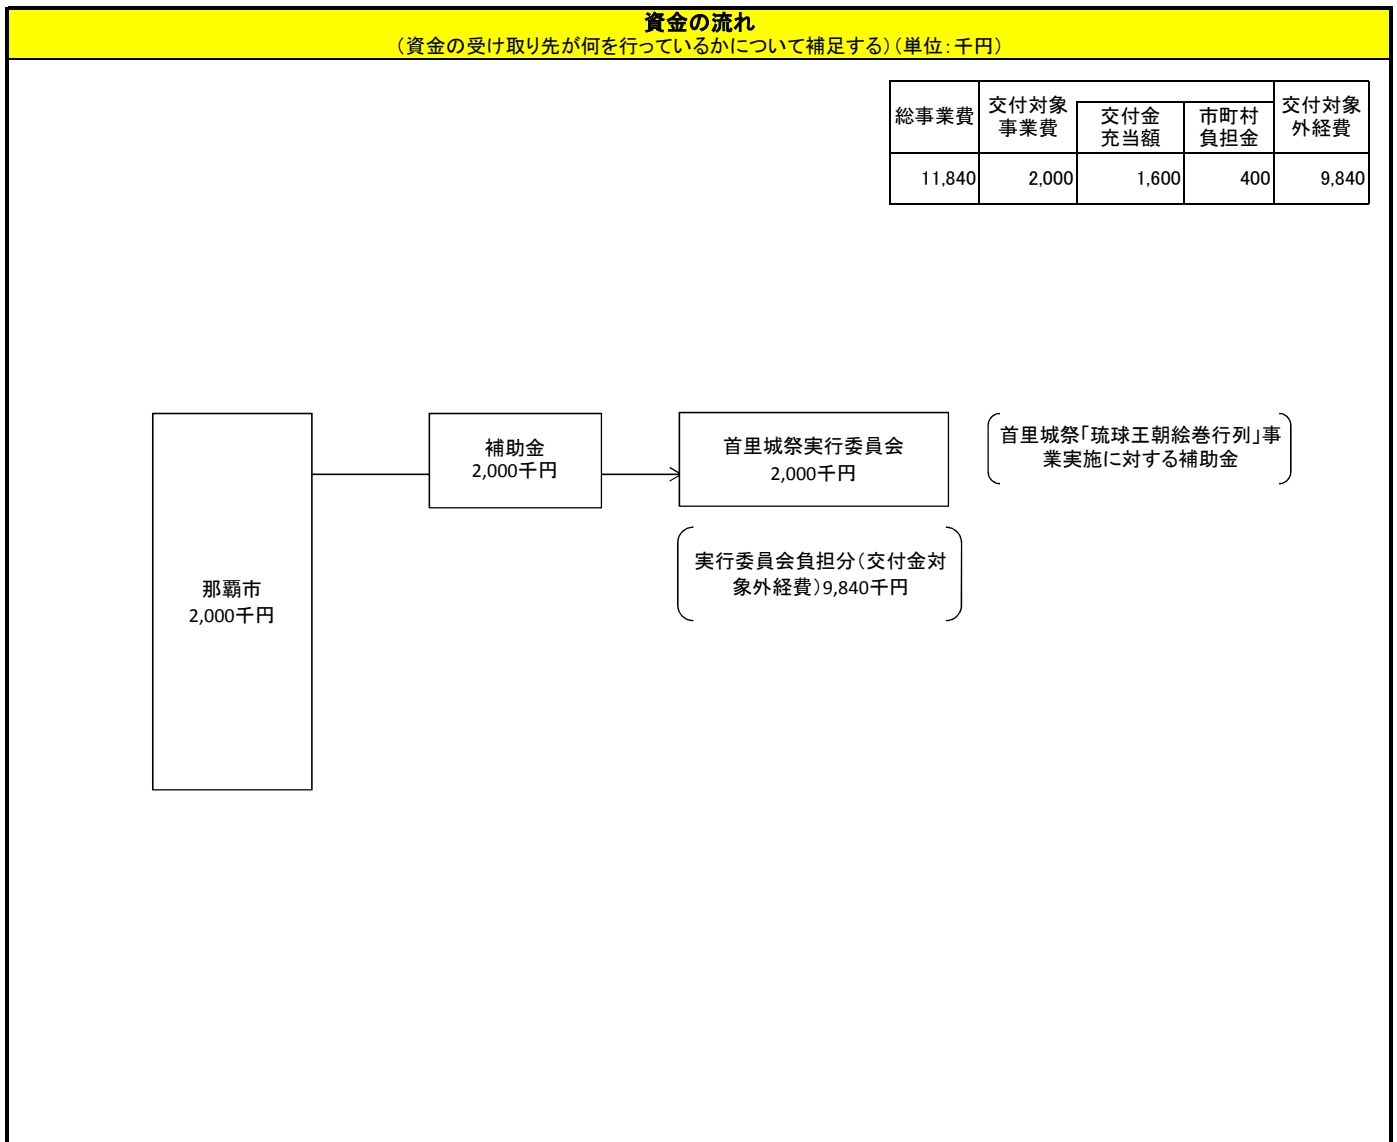 資金の流れ
（資金の受け取り先が何を行っているかについて補足する）（単位：千円）
総事業費
交付対象
事業費
交付金
充当額
市町村
負担金
交付対象
外経費
11,840 2,000 1,600 400 9,840
那覇市
2,000千円
補助金
2,000千円
首里城祭実行委員会
2,000千円
首里城祭「琉球王朝絵巻行列」事
業実施に対する補助金
実行委員会負担分（交付金対
象外経費）9,840千円